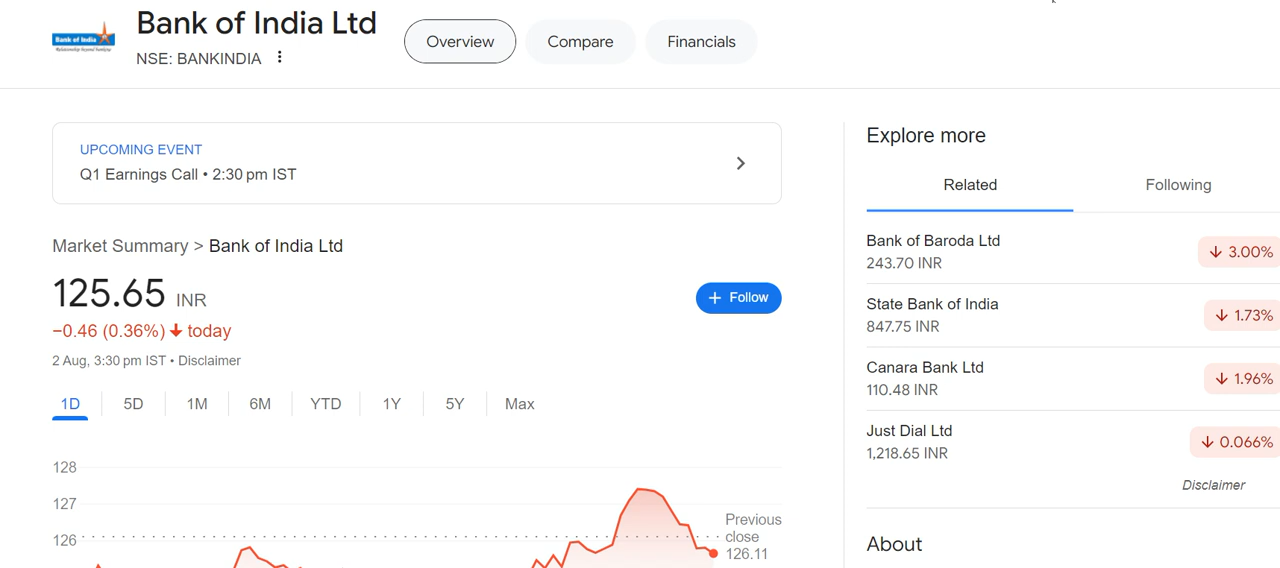 Bank of India
Bank of India Ltd
NSE: BANKINDIA
Overview
Compare
Financials
UPCOMING EVENT
Q1 Earnings Call • 2:30 pm IST
Market Summary > Bank of India Ltd
125.65 INR
−0.46 (0.36%) ↓ today
2 Aug, 3:30 pm IST • Disclaimer
+ Follow
1D
5D
1M
6M
YTD
1Y
5Y
Max
128
127
126
Previous
close
126.11
Explore more
Related
Following
Bank of Baroda Ltd
243.70 INR
↓ 3.00%
State Bank of India
847.75 INR
↓ 1.73%
Canara Bank Ltd
110.48 INR
↓ 1.96%
Just Dial Ltd
1,218.65 INR
↓ 0.066%
Disclaimer
About